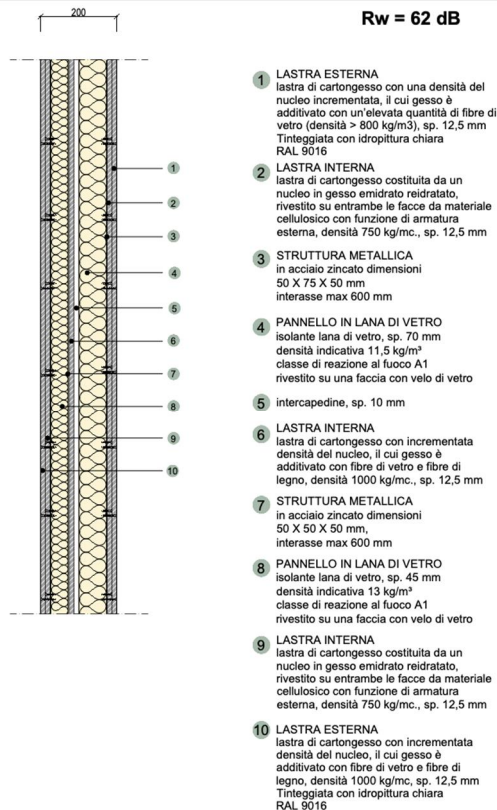 200
Rw = 62 dB
1 LASTRA ESTERNA
lastra di cartongesso con una densità del
nucleo incrementata, il cui gesso è
additivato con un'elevata quantità di fibre di
vetro (densità > 800 kg/m3), sp. 12,5 mm
Tinteggiata con idropittura chiara
RAL 9016
2 LASTRA INTERNA
lastra di cartongesso costituita da un
nucleo in gesso emidrato reidratato,
rivestito su entrambe le facce da materiale
cellulosico con funzione di armatura
esterna, densità 750 kg/mc., sp. 12,5 mm
3 STRUTTURA METALLICA
in acciaio zincato dimensioni
50 X 75 X 50 mm
interasse max 600 mm
4 PANNELLO IN LANA DI VETRO
isolante lana di vetro, sp. 70 mm
densità indicativa 11,5 kg/m³
classe di reazione al fuoco A1
rivestito su una faccia con velo di vetro
5 intercapedine, sp. 10 mm
6 LASTRA INTERNA
lastra di cartongesso con incrementata
densità del nucleo, il cui gesso è
additivato con fibre di vetro e fibre di
legno, densità 1000 kg/mc., sp. 12,5 mm
7 STRUTTURA METALLICA
in acciaio zincato dimensioni
50 X 50 X 50 mm,
interasse max 600 mm
8 PANNELLO IN LANA DI VETRO
isolante lana di vetro, sp. 45 mm
densità indicativa 13 kg/m³
classe di reazione al fuoco A1
rivestito su una faccia con velo di vetro
9 LASTRA INTERNA
lastra di cartongesso costituita da un
nucleo in gesso emidrato reidratato,
rivestito su entrambe le facce da materiale
cellulosico con funzione di armatura
esterna, densità 750 kg/mc., sp. 12,5 mm
10 LASTRA ESTERNA
lastra di cartongesso con incrementata
densità del nucleo, il cui gesso è
additivato con fibre di vetro e fibre di
legno, densità 1000 kg/mc, sp. 12,5 mm
Tinteggiata con idropittura chiara
RAL 9016
1
2
3
4
5
6
7
8
9
10